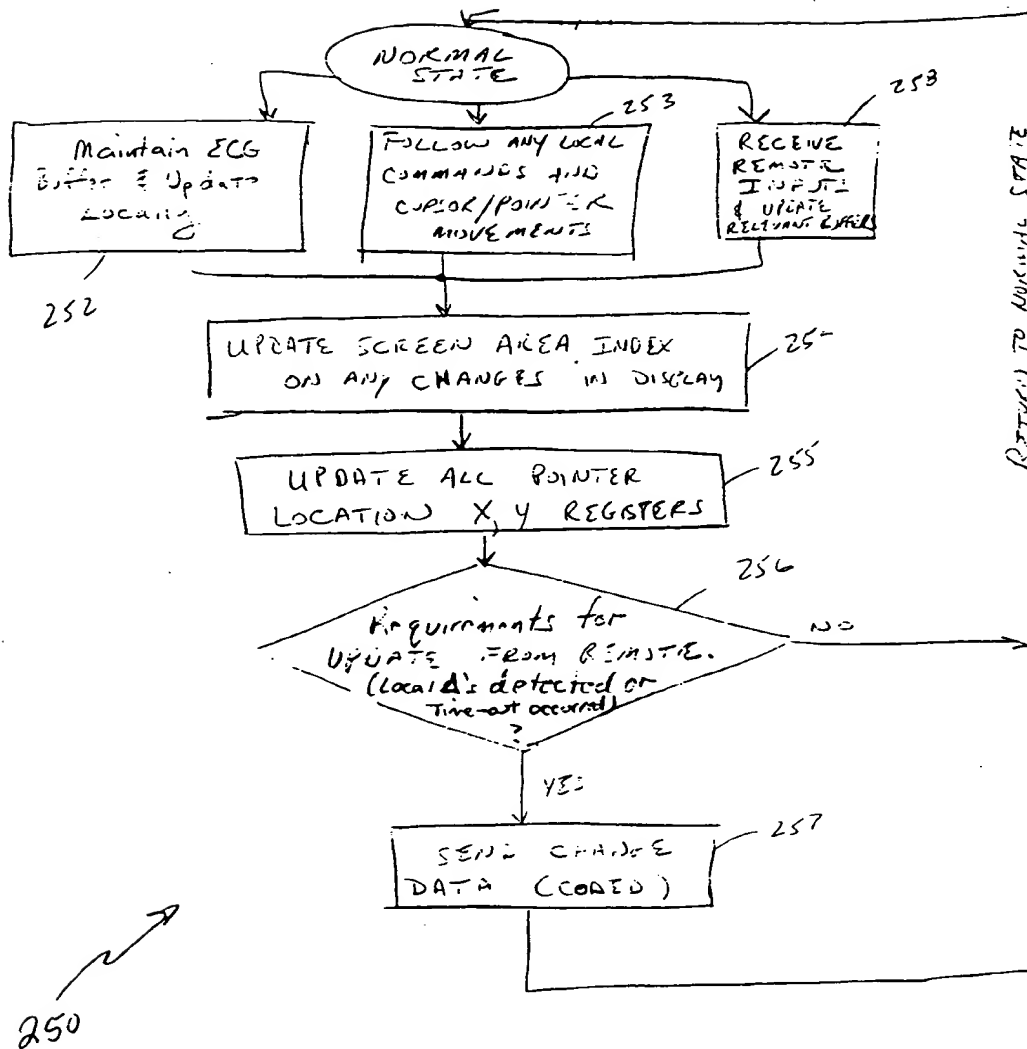 NORMAL
STATE
253
253
Maintain ECG
Buffer & Update
Locally
FOLLOW ANY LOCAL
COMMANDS AND
CURSOR/POINTER
MOVEMENTS
RECEIVE
REMOTE
INPUTS
& UPDATE
RELEVANT BUFFERS
252
UPDATE SCREEN AREA INDEX
ON ANY CHANGES IN DISPLAY
25
255
UPDATE ALL POINTER
LOCATION X, Y REGISTERS
256
Requirements for
UPDATE FROM REMOTE.
(Local Δ's detected or
Time-out occurred)
?
NO
YES
257
SEND CHANGE
DATA (CODED)
250
RETURN TO NORMAL STATE